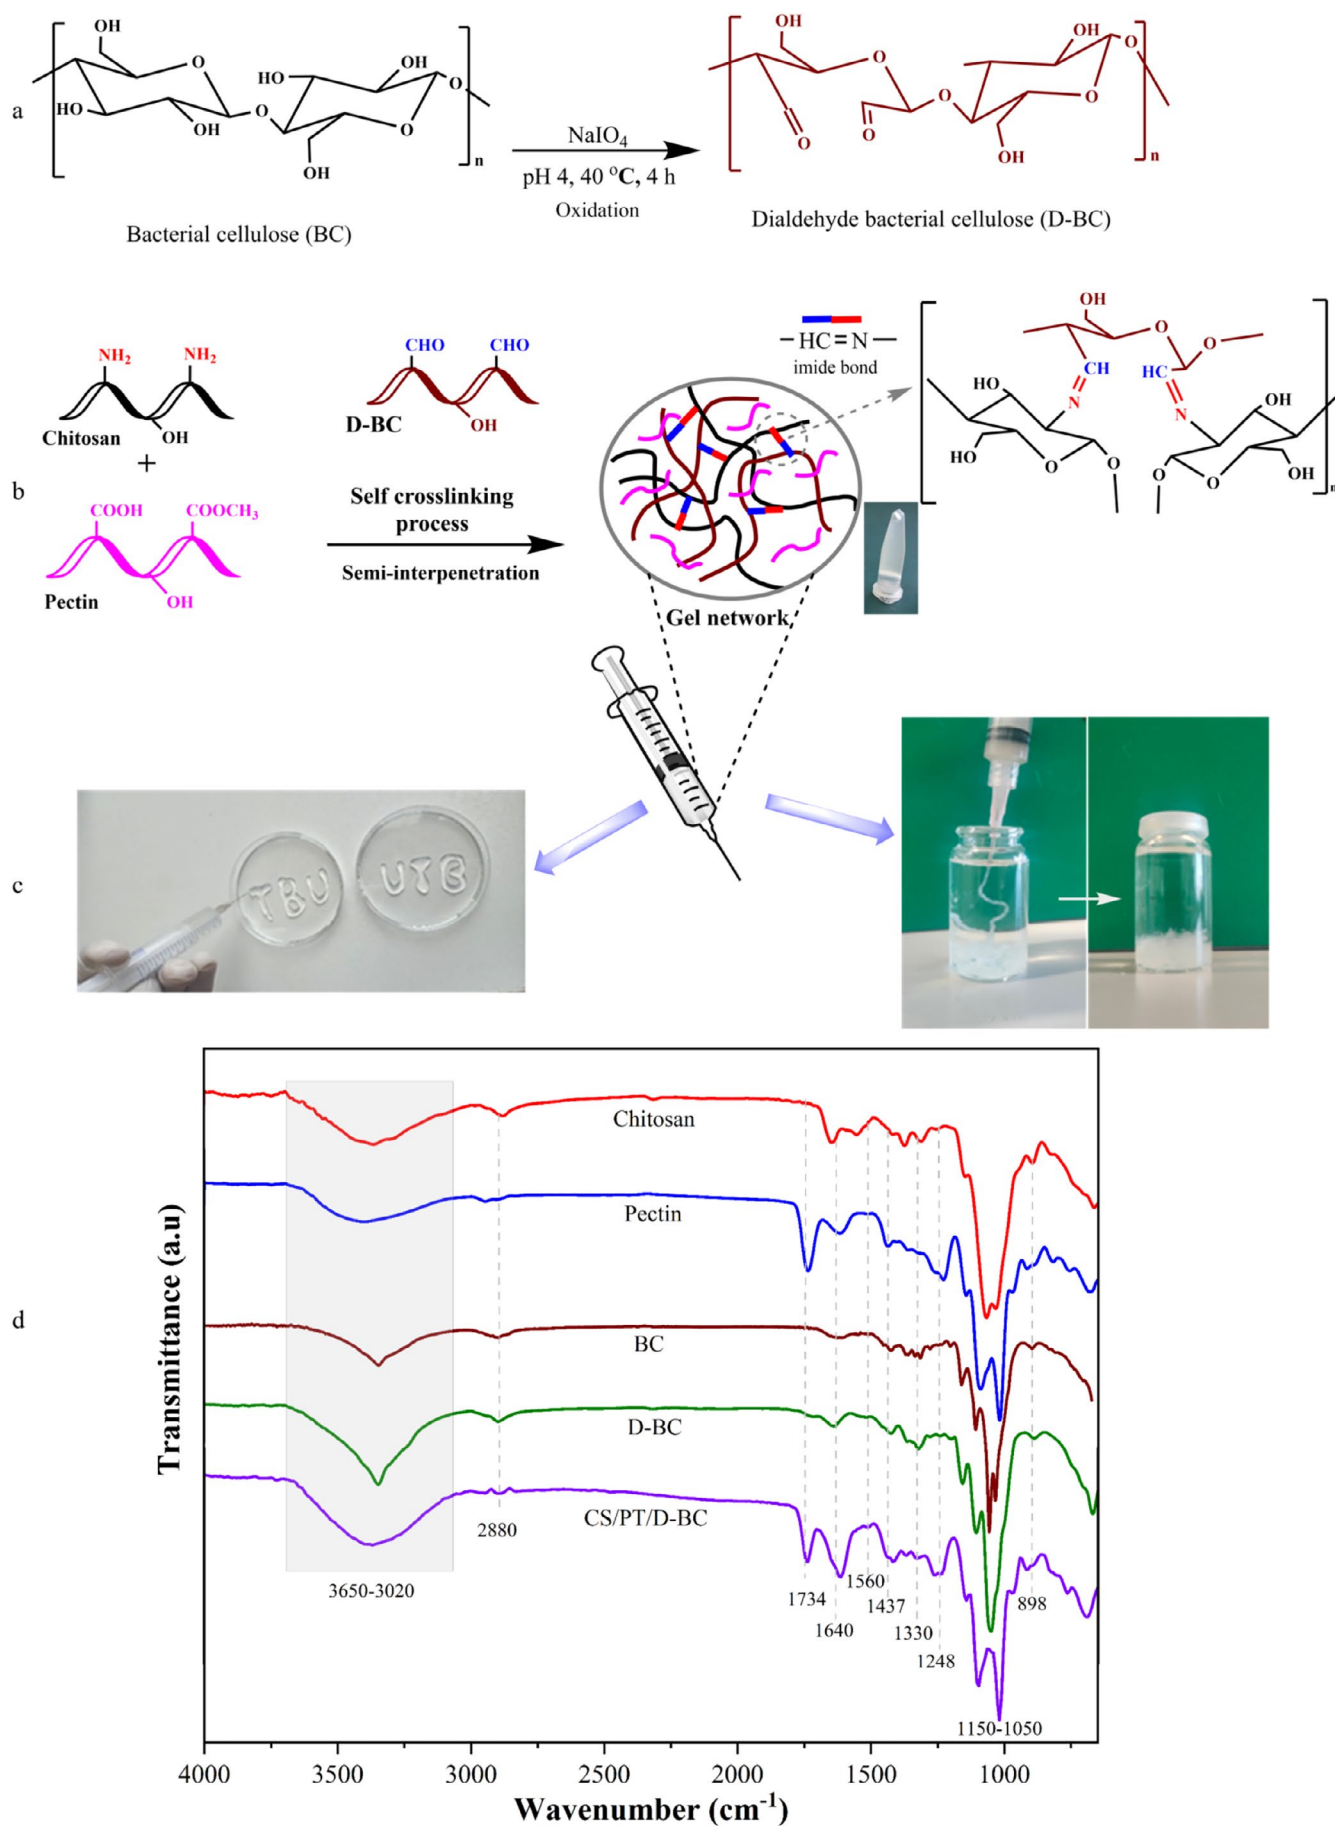 a
OH
O
OH
HO
OH
O
HO
OH
O
O
OH
n
NaIO4
pH 4, 40 oC, 4 h
Oxidation
OH
O
O
O
O
OH
O
O
OH
n
Bacterial cellulose (BC)
Dialdehyde bacterial cellulose (D-BC)
b
NH2 NH2
OH
Chitosan
+
CHO CHO
OH
D-BC
COOH COOCH3
OH
Pectin
Self crosslinking
process
Semi-interpenetration
HC=N
imide bond
Gel network
OH
O
O
CH
HC
N
N
HO
HO
O
O
OH
O
O
OH
n
c
TBU UTB
d
Transmittance (a.u)
Chitosan
Pectin
BC
D-BC
CS/PT/D-BC
3650-3020
2880
1734
1640
1560
1437
1330
1248
1150-1050
898
4000 3500 3000 2500 2000 1500 1000
Wavenumber (cm-1)